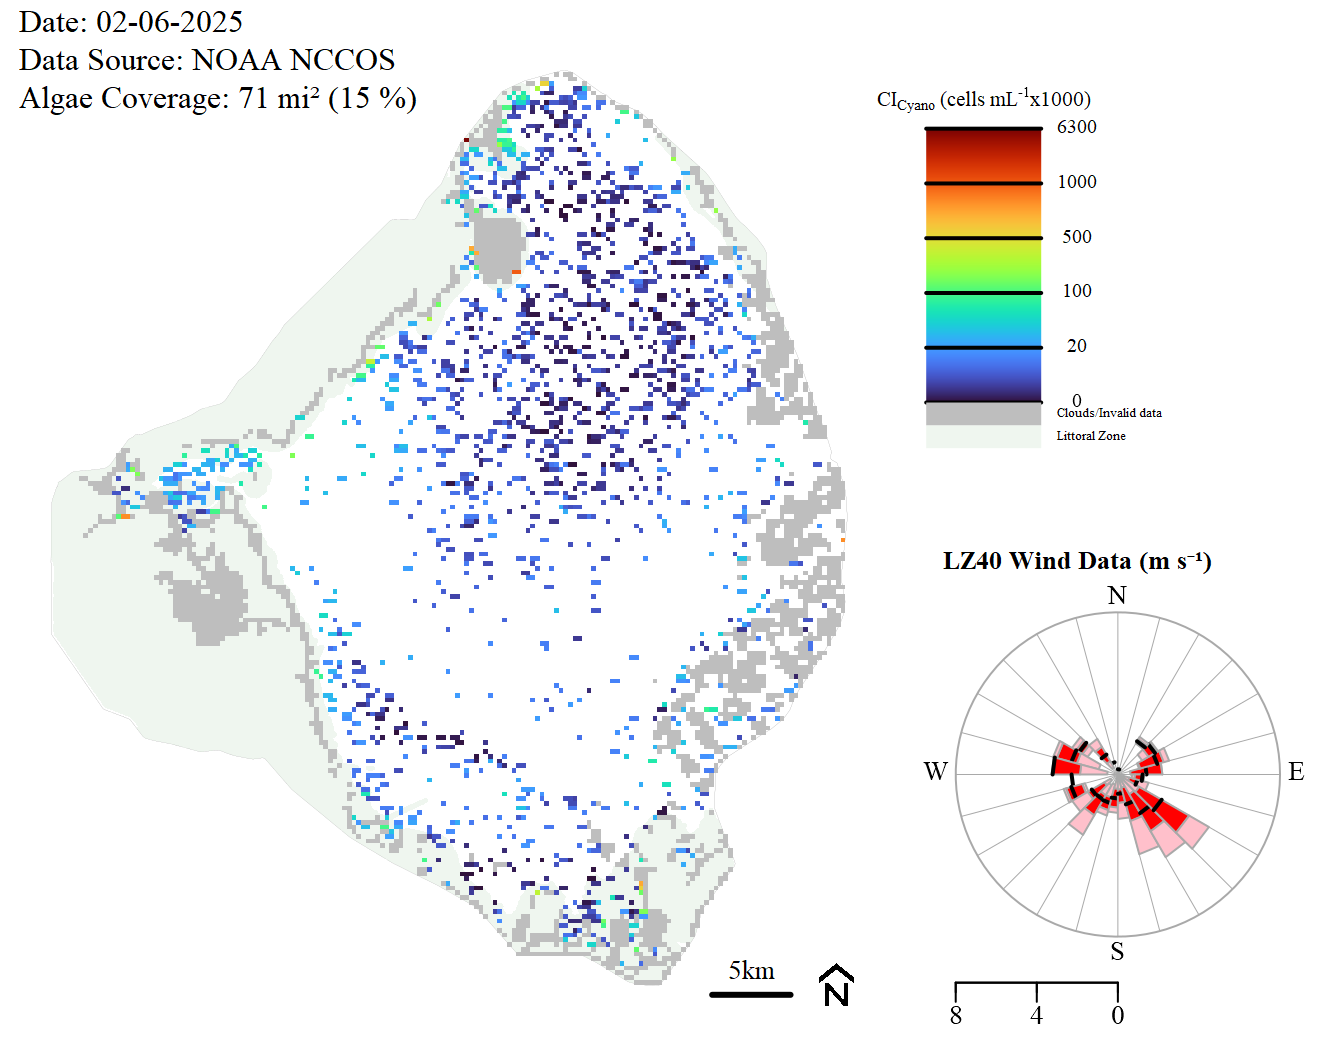 Date: 02-06-2025
Data Source: NOAA NCCOS
Algae Coverage: 71 mi² (15 %)
CICyano (cells mL⁻¹x1000)
6300
1000
500
100
20
0
Clouds/Invalid data
Littoral Zone
LZ40 Wind Data (m s⁻¹)
N
W
E
S
5km
N
8 4 0